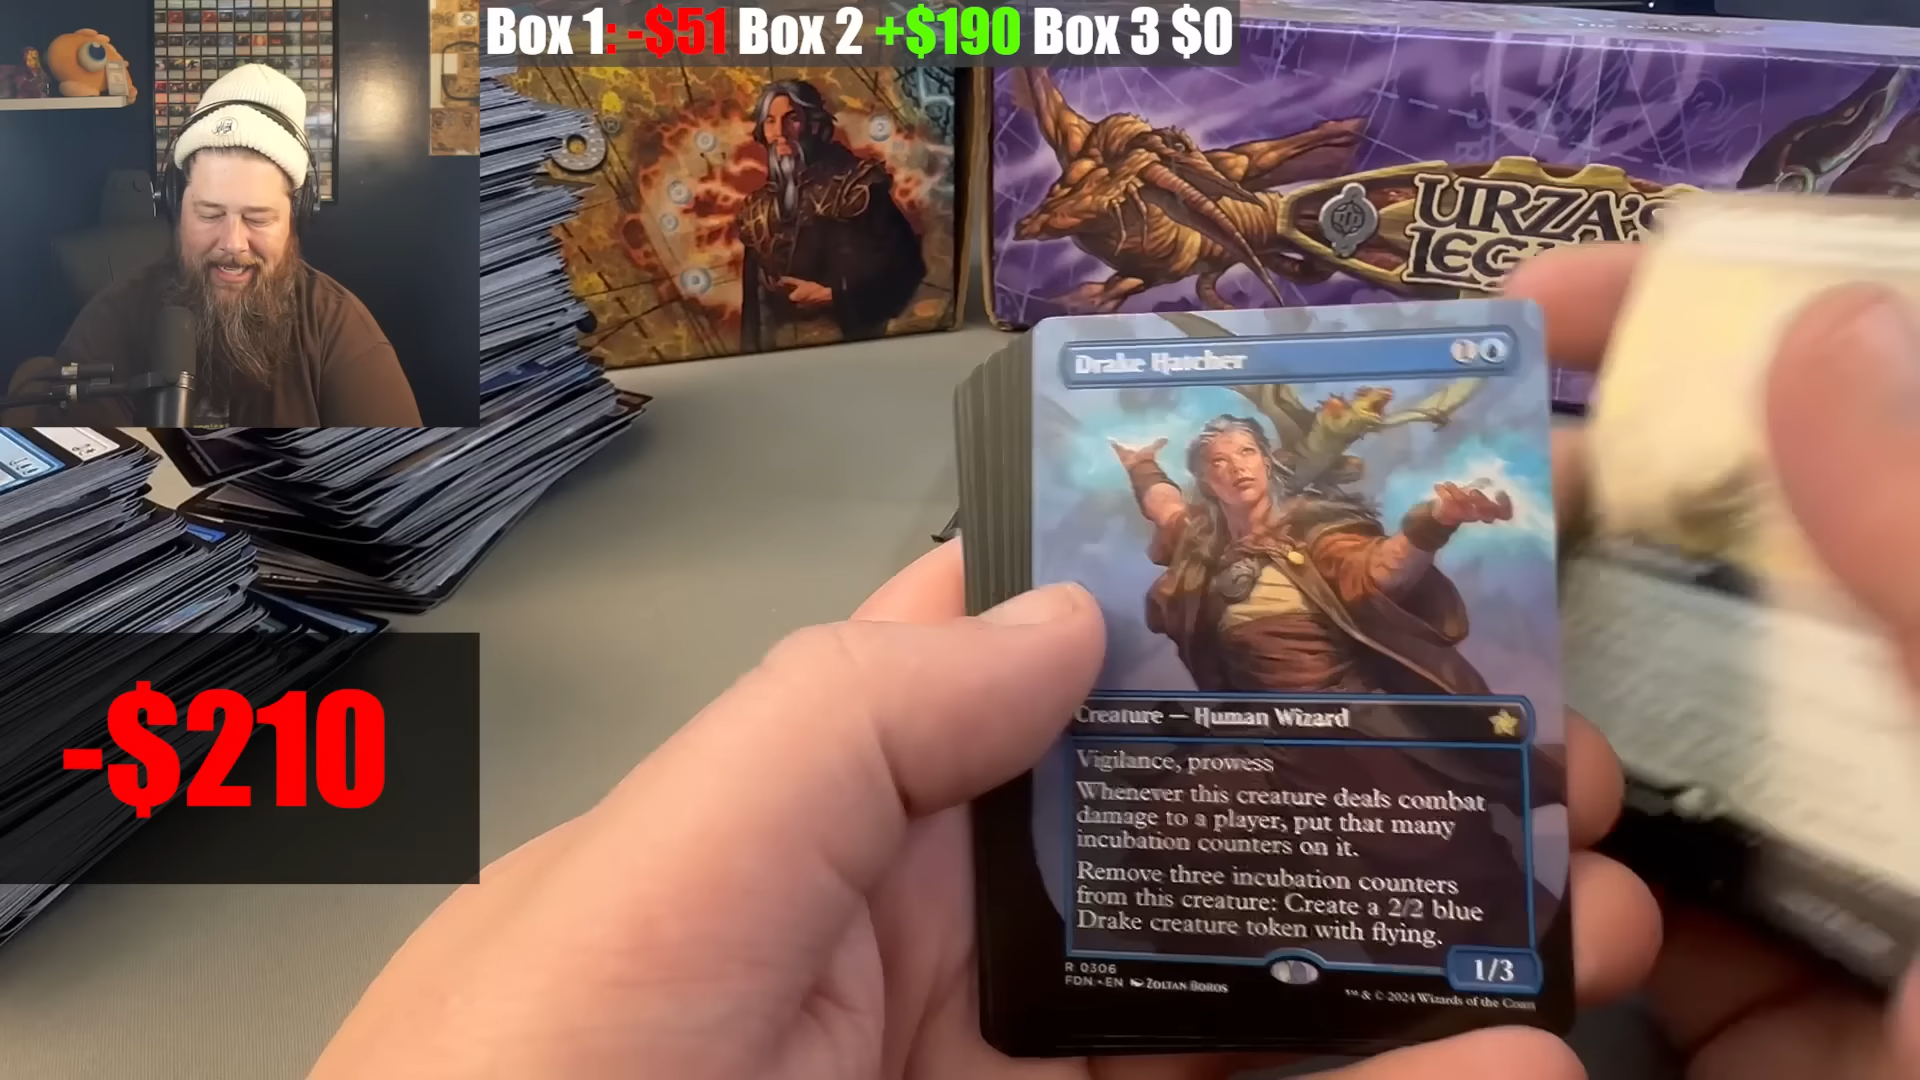 Box 1: -$51 Box 2 +$190 Box 3 $0
URZA'S
LEG
Drake Hatcher
1
Creature — Human Wizard
Vigilance, prowess
Whenever this creature deals combat
damage to a player, put that many
incubation counters on it.
Remove three incubation counters
from this creature: Create a 2/2 blue
Drake creature token with flying.
1/3
R 0306
FDN • EN ZOLTAN BOROS
™ & © 2024 Wizards of the Coast
-$210